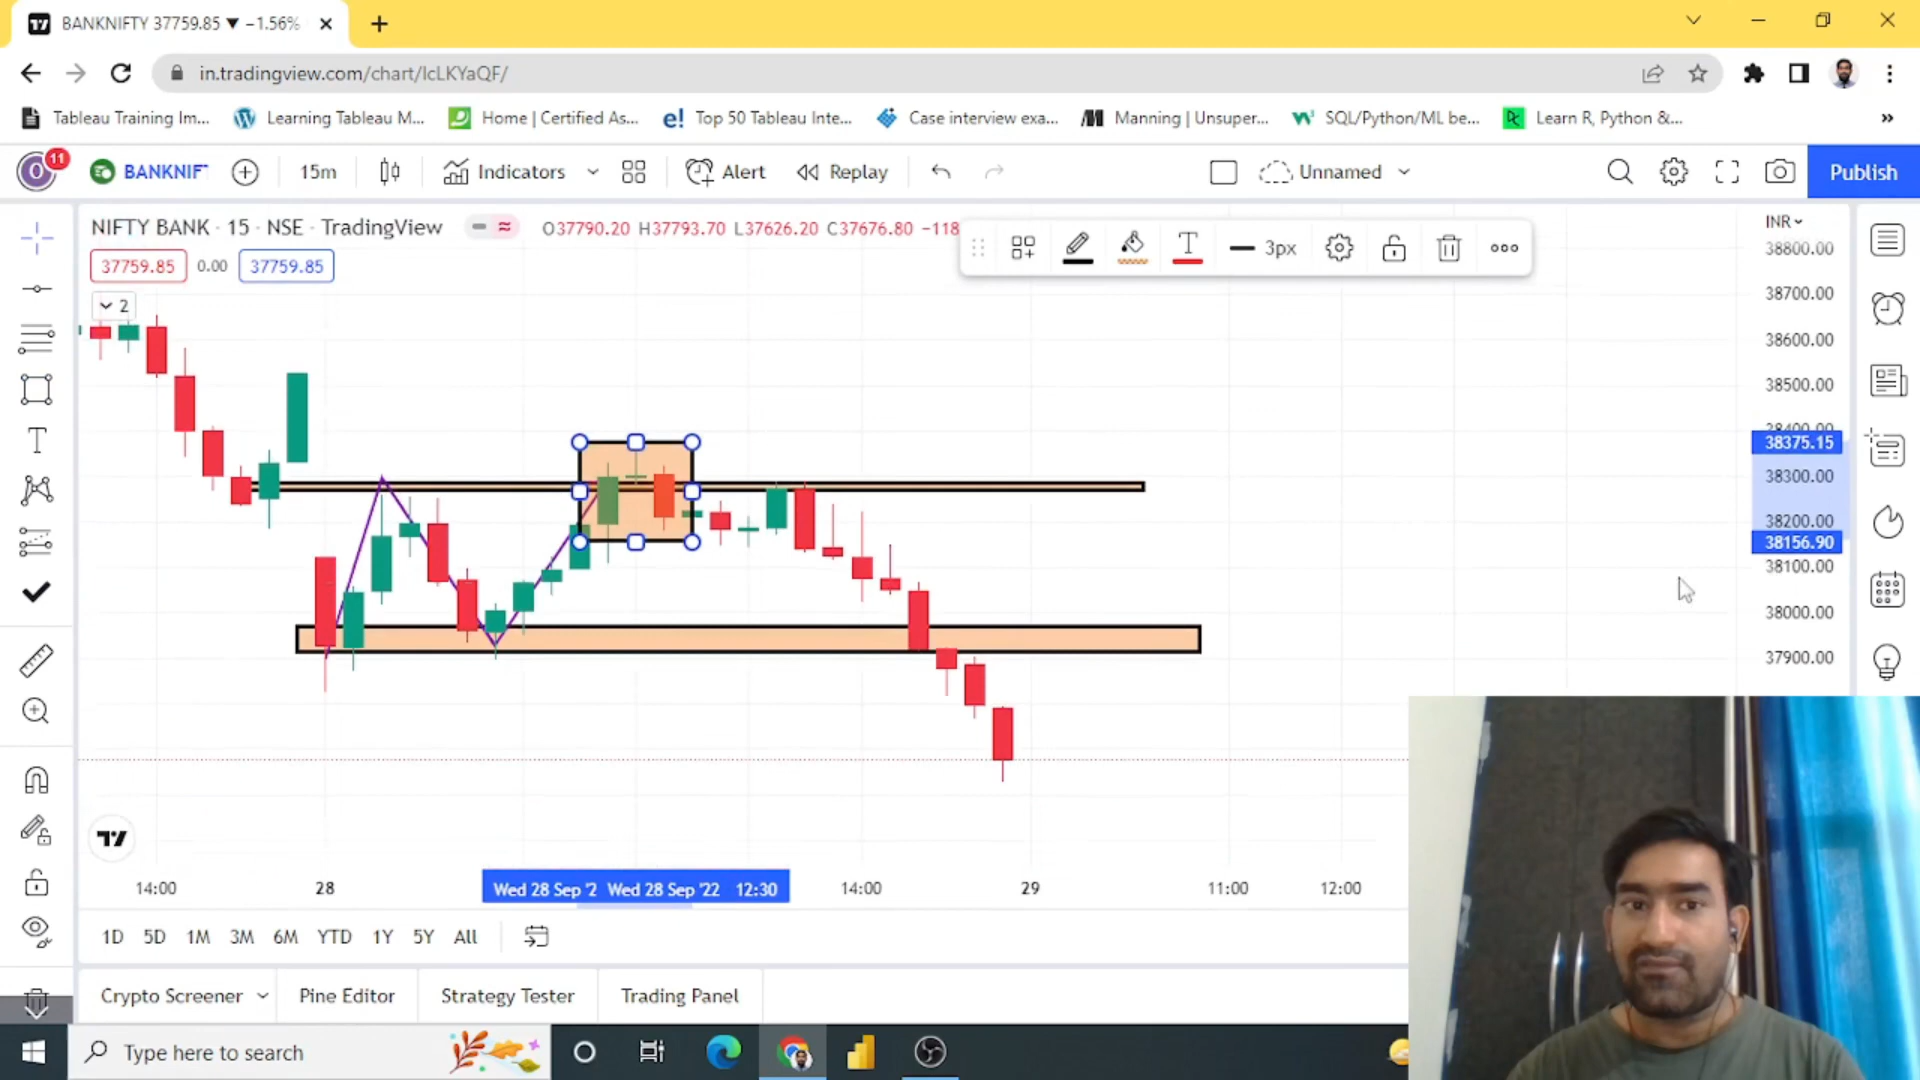 BANKNIFTY 37759.85 ▼ −1.56%
in.tradingview.com/chart/IcLKYaQF/
Tableau Training Im...
Learning Tableau M...
Home | Certified As...
e! Top 50 Tableau Inte...
Case interview exa...
Manning | Unsuper...
SQL/Python/ML be...
DC Learn R, Python &...
»
O 11
BANKNIF
15m
Indicators
Alert
Replay
Unnamed
Publish
NIFTY BANK · 15 · NSE · TradingView
O37790.20 H37793.70 L37626.20 C37676.80 −118
3px
INR
37759.85
0.00
37759.85
2
38800.00
38700.00
38600.00
38500.00
38400.00
38375.15
38300.00
38200.00
38156.90
38100.00
38000.00
37900.00
14:00
28
Wed 28 Sep '2
Wed 28 Sep '22 12:30
14:00
29
11:00
12:00
1D 5D 1M 3M 6M YTD 1Y 5Y All
Crypto Screener
Pine Editor
Strategy Tester
Trading Panel
Type here to search